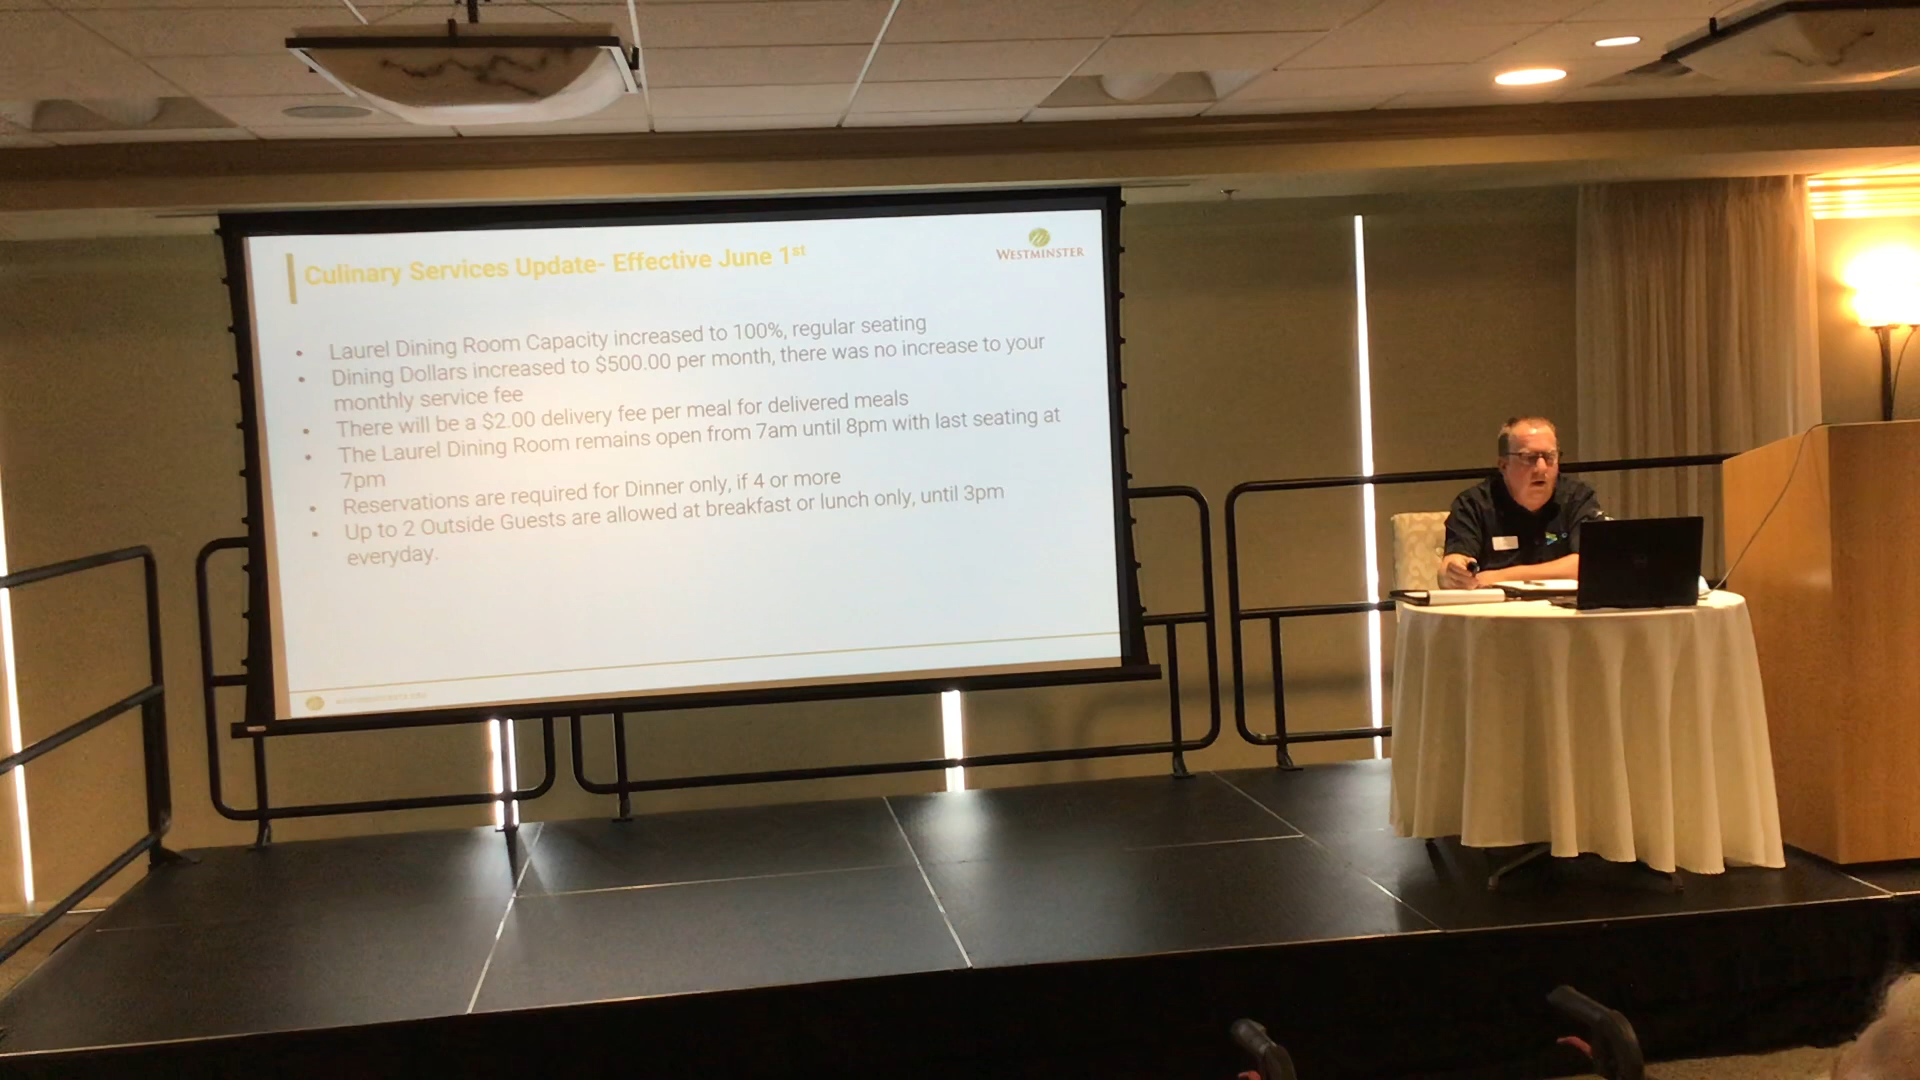 Culinary Services Update- Effective June 1st
WESTMINSTER
• Laurel Dining Room Capacity increased to 100%, regular seating
• Dining Dollars increased to $500.00 per month, there was no increase to your
monthly service fee
• There will be a $2.00 delivery fee per meal for delivered meals
• The Laurel Dining Room remains open from 7am until 8pm with last seating at
7pm
• Reservations are required for Dinner only, if 4 or more
• Up to 2 Outside Guests are allowed at breakfast or lunch only, until 3pm
everyday.